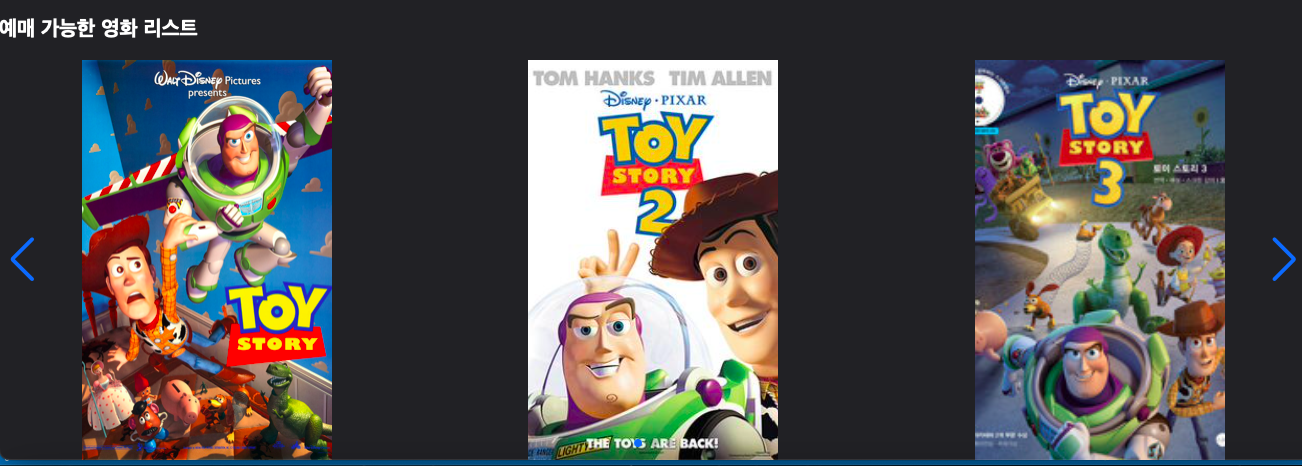 예매 가능한 영화 리스트
WALT DISNEY Pictures
presents
TOY
STORY
TOM HANKS TIM ALLEN
DISNEY · PIXAR
TOY
STORY
2
THE TOYS ARE BACK!
RANGER LIGHTY
DISNEY · PIXAR
TOY
STORY
3
토이 스토리 3